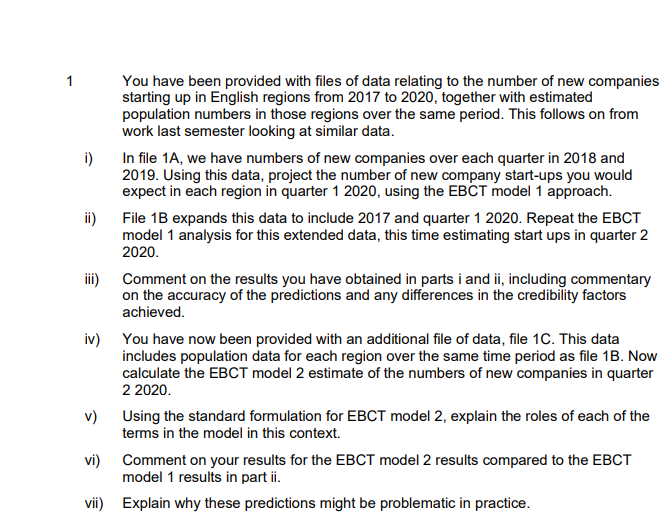 1 You have been provided with files of data relating to the number of new companies
starting up in English regions from 2017 to 2020, together with estimated
population numbers in those regions over the same period. This follows on from
work last semester looking at similar data.
i) In file 1A, we have numbers of new companies over each quarter in 2018 and
2019. Using this data, project the number of new company start-ups you would
expect in each region in quarter 1 2020, using the EBCT model 1 approach.
ii) File 1B expands this data to include 2017 and quarter 1 2020. Repeat the EBCT
model 1 analysis for this extended data, this time estimating start ups in quarter 2
2020.
iii) Comment on the results you have obtained in parts i and ii, including commentary
on the accuracy of the predictions and any differences in the credibility factors
achieved.
iv) You have now been provided with an additional file of data, file 1C. This data
includes population data for each region over the same time period as file 1B. Now
calculate the EBCT model 2 estimate of the numbers of new companies in quarter
2 2020.
v) Using the standard formulation for EBCT model 2, explain the roles of each of the
terms in the model in this context.
vi) Comment on your results for the EBCT model 2 results compared to the EBCT
model 1 results in part ii.
vii) Explain why these predictions might be problematic in practice.